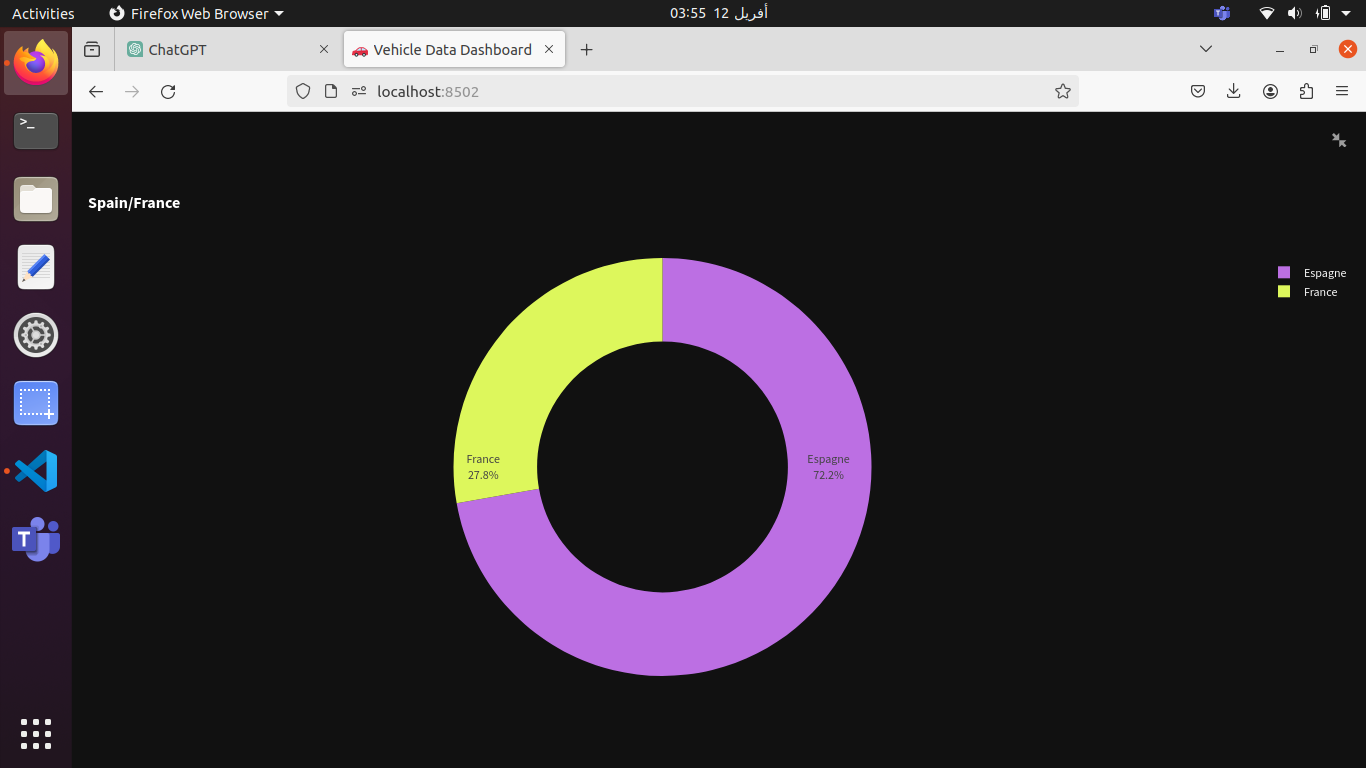 Activities
Firefox Web Browser
03:55 12 أفريل
ChatGPT
Vehicle Data Dashboard
localhost:8502
>_
Spain/France
Espagne
France
France
27.8%
Espagne
72.2%
T